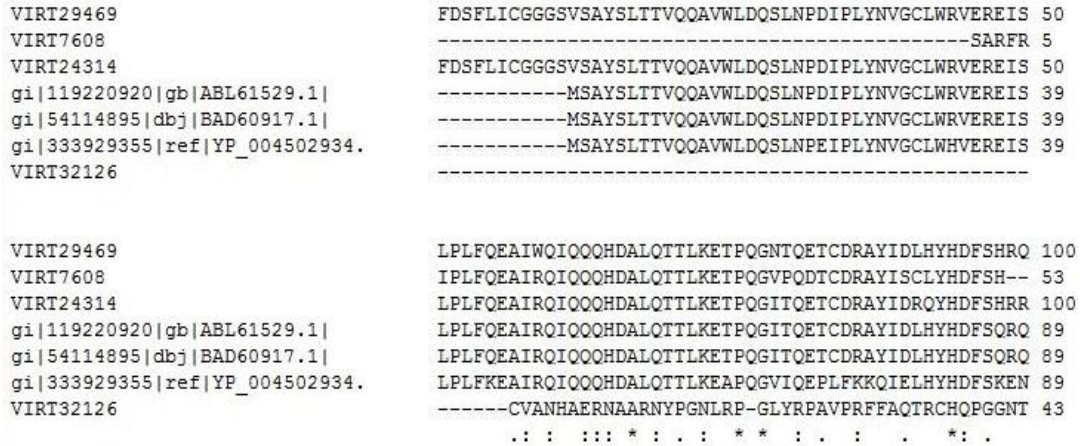 VIRT29469 FDSFLICGGGSVSAYSLTTVQQAVWLDQSLNPDIPLYNVGCLWRVEREIS 50
VIRT7608 ---------------------------------------------SARFR 5
VIRT24314 FDSFLICGGGSVSAYSLTTVQQAVWLDQSLNPDIPLYNVGCLWRVEREIS 50
gi|119220920|gb|ABL61529.1| -----------MSAYSLTTVQQAVWLDQSLNPDIPLYNVGCLWRVEREIS 39
gi|54114895|dbj|BAD60917.1| -----------MSAYSLTTVQQAVWLDQSLNPDIPLYNVGCLWRVEREIS 39
gi|333929355|ref|YP_004502934. -----------MSAYSLTTVQQAVWLDQSLNPEIPLYNVGCLWHVEREIS 39
VIRT32126 --------------------------------------------------
VIRT29469 LPLFQEAIWQIQQQHDALQTTLKETPQGNTQETCDRAYIDLHYHDFSHRQ 100
VIRT7608 IPLFQEAIRQIQQQHDALQTTLKETPQGVPQDTCDRAYISCLYHDFSH-- 53
VIRT24314 LPLFQEAIRQIQQQHDALQTTLKETPQGITQETCDRAYIDRQYHDFSHRR 100
gi|119220920|gb|ABL61529.1| LPLFQEAIRQIQQQHDALQTTLKETPQGITQETCDRAYIDLHYHDFSQRQ 89
gi|54114895|dbj|BAD60917.1| LPLFQEAIRQIQQQHDALQTTLKETPQGITQETCDRAYIDLHYHDFSQRQ 89
gi|333929355|ref|YP_004502934. LPLFKEAIRQIQQQHDALQTTLKEAPQGVIQEPLFKKQIELHYHDFSKEN 89
VIRT32126 ------CVANHAERNAARNYPGNLRP-GLYRPAVPRFFAQTRCHQPGGNT 43
.: : ::: * : . : * * : . : . *: .